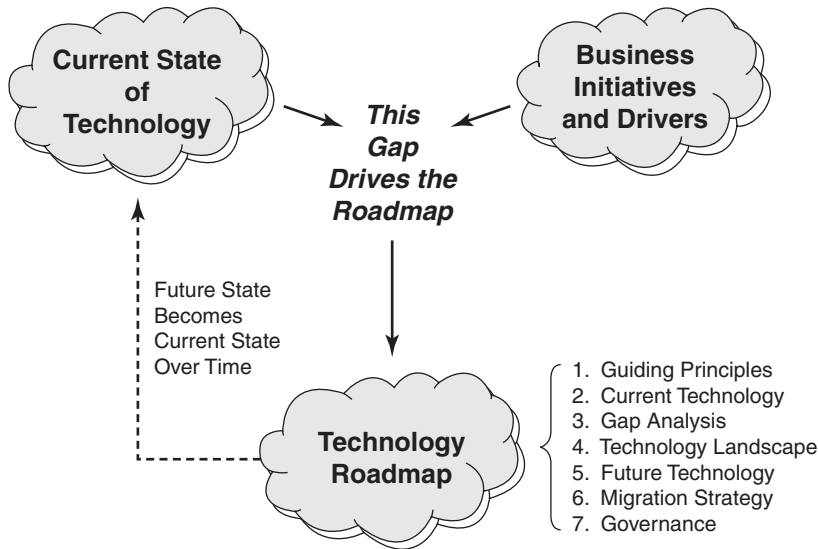 Current State
of
Technology
Business
Initiatives
and Drivers
This
Gap
Drives the
Roadmap
Future State
Becomes
Current State
Over Time
Technology
Roadmap
1. Guiding Principles
2. Current Technology
3. Gap Analysis
4. Technology Landscape
5. Future Technology
6. Migration Strategy
7. Governance